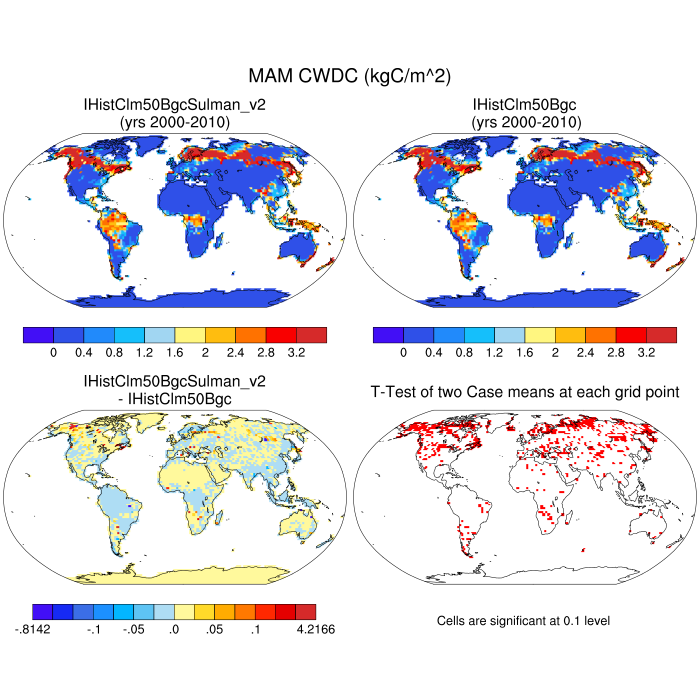 MAM CWDC (kgC/m^2)
IHistClm50BgcSulman_v2
(yrs 2000-2010)
IHistClm50Bgc
(yrs 2000-2010)
0 0.4 0.8 1.2 1.6 2 2.4 2.8 3.2
0 0.4 0.8 1.2 1.6 2 2.4 2.8 3.2
IHistClm50BgcSulman_v2
- IHistClm50Bgc
T-Test of two Case means at each grid point
-.8142 -.1 -.05 .0 .05 .1 4.2166
Cells are significant at 0.1 level